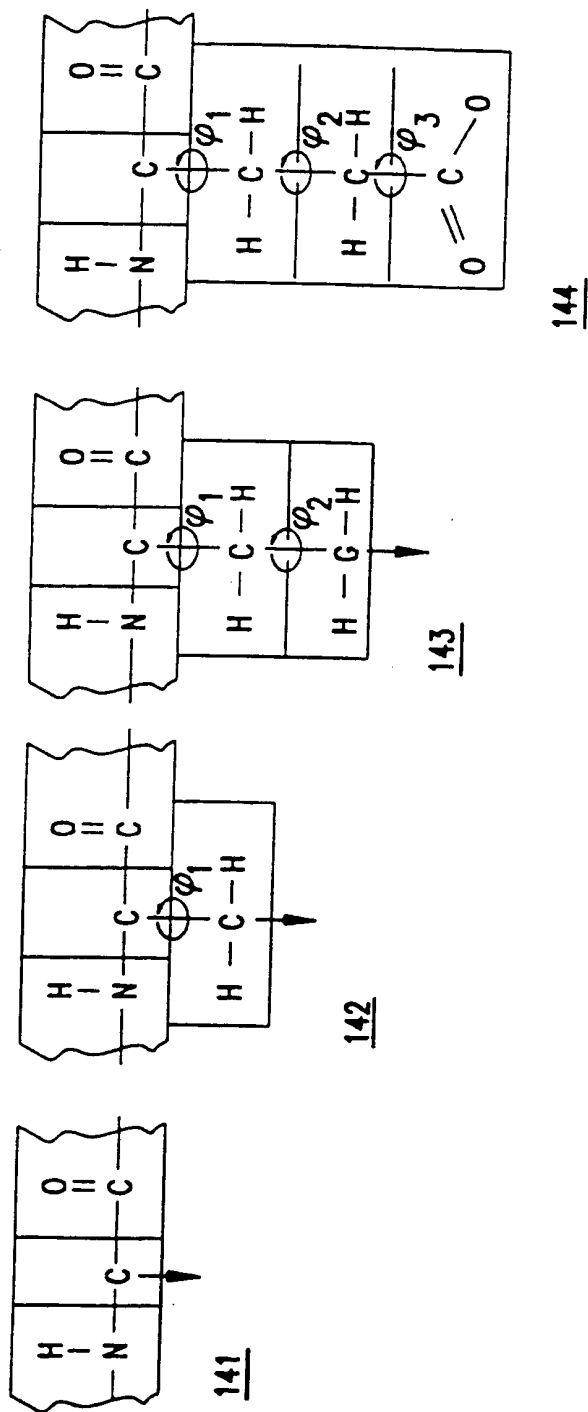 H O
| ||
—N—C—C—
141
H O
| ||
—N—C—C—
φ1
H—C—H
142
H O
| ||
—N—C—C—
φ1
H—C—H
φ2
H—G—H
143
H O
| ||
—N—C—C—
φ1
H—C—H
φ2
H—C—H
φ3
C
O O
144